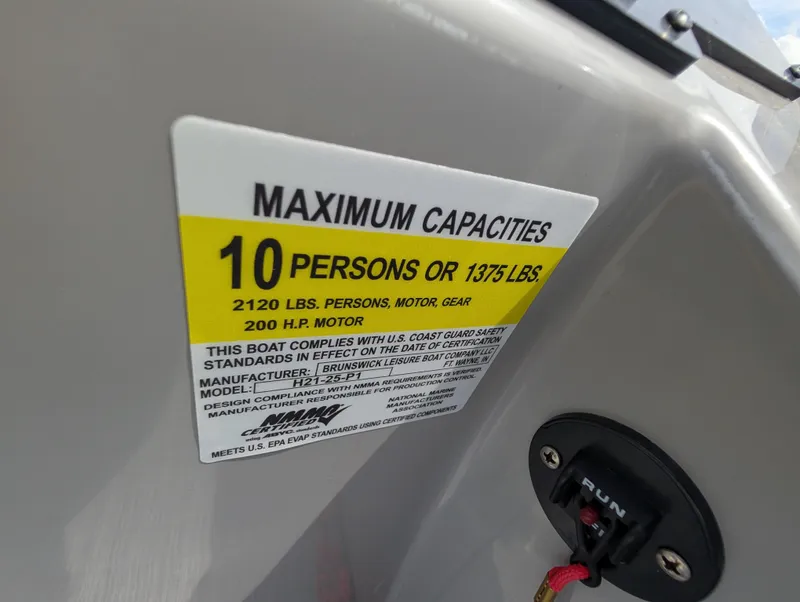 MAXIMUM CAPACITIES
10 PERSONS OR 1375 LBS.
2120 LBS. PERSONS, MOTOR, GEAR
200 H.P. MOTOR
THIS BOAT COMPLIES WITH U.S. COAST GUARD SAFETY
STANDARDS IN EFFECT ON THE DATE OF CERTIFICATION
MANUFACTURER: BRUNSWICK LEISURE BOAT COMPANY LLC
FT. WAYNE, IN
MODEL: H21-25-P1
DESIGN COMPLIANCE WITH NMMA REQUIREMENTS IS VERIFIED.
MANUFACTURER RESPONSIBLE FOR PRODUCTION CONTROL.
NMMA
CERTIFIED
using ABYC standards
NATIONAL MARINE
MANUFACTURERS
ASSOCIATION
MEETS U.S. EPA EVAP STANDARDS USING CERTIFIED COMPONENTS
RUN